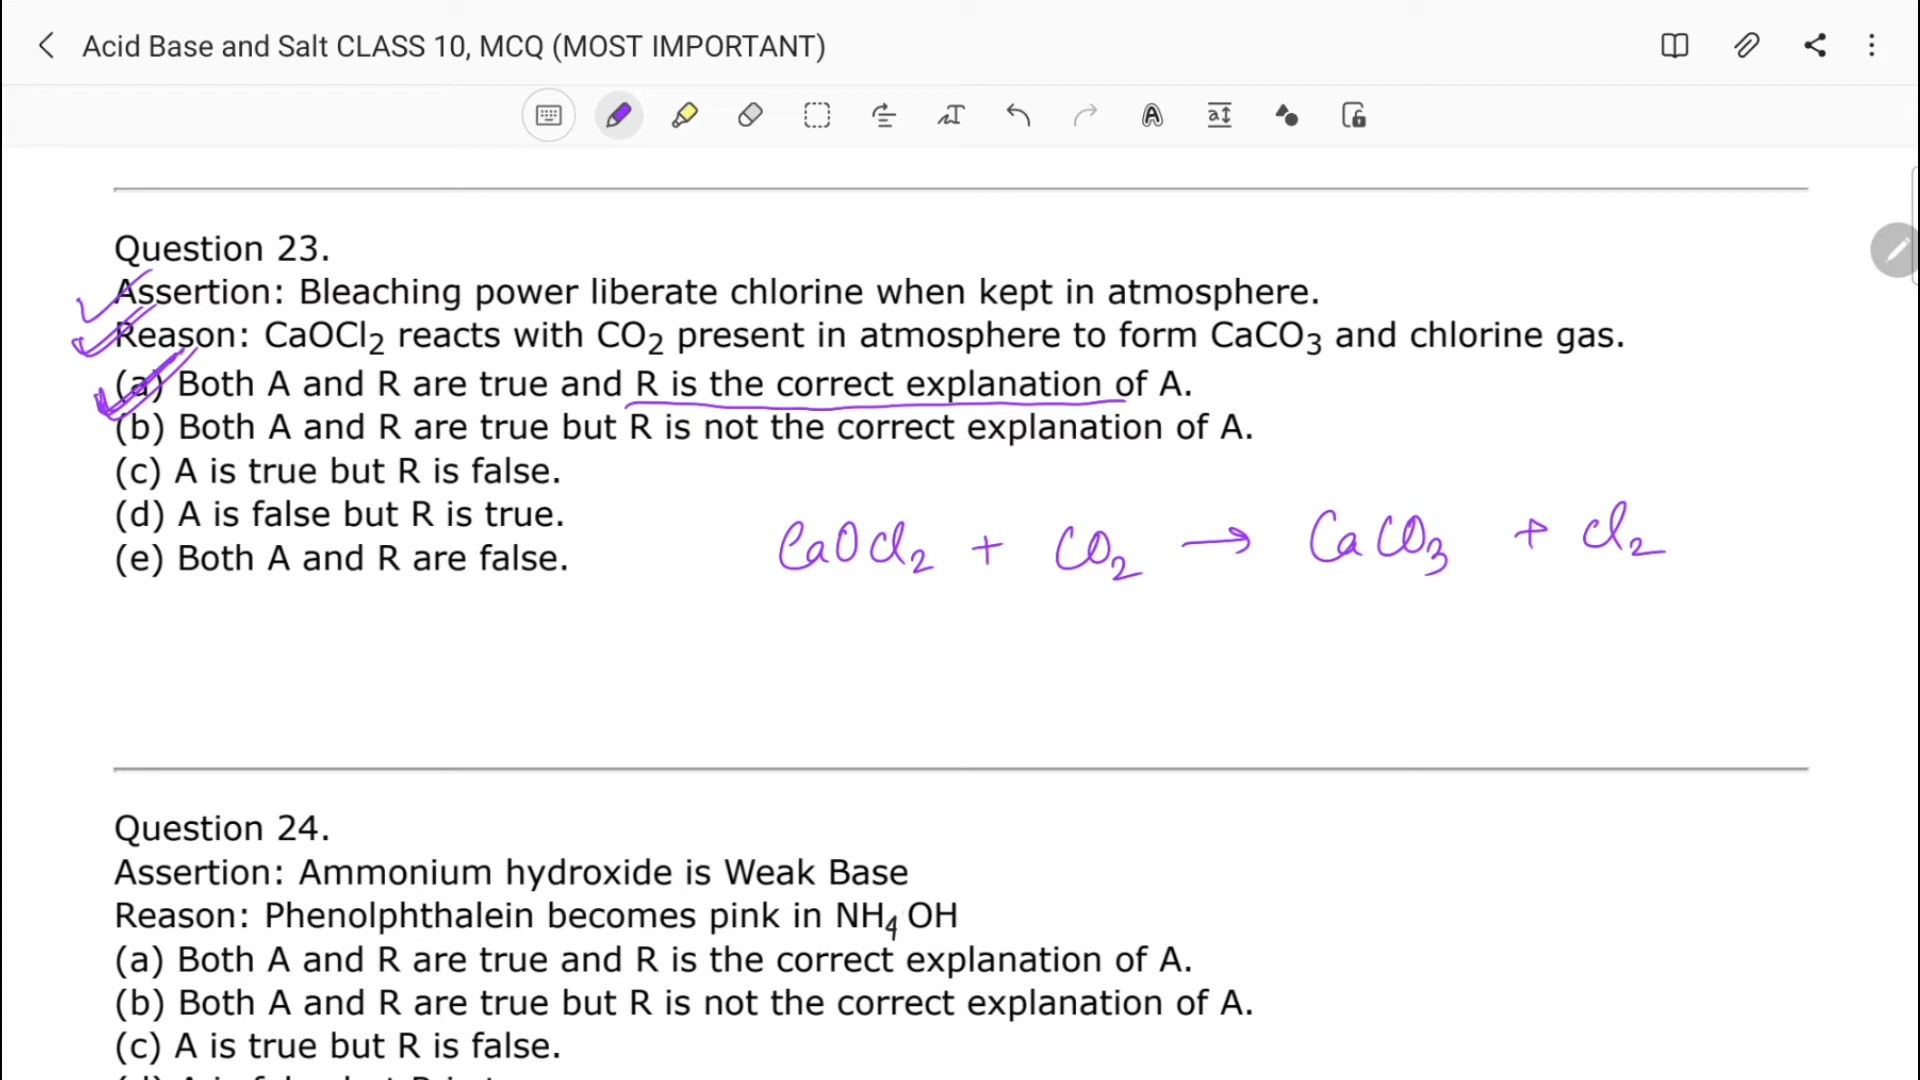 Acid Base and Salt CLASS 10, MCQ (MOST IMPORTANT)
Question 23.
Assertion: Bleaching power liberate chlorine when kept in atmosphere.
Reason: CaOCl₂ reacts with CO₂ present in atmosphere to form CaCO₃ and chlorine gas.
(a) Both A and R are true and R is the correct explanation of A.
(b) Both A and R are true but R is not the correct explanation of A.
(c) A is true but R is false.
(d) A is false but R is true.
(e) Both A and R are false.
CaOCl₂ + CO₂ → CaCO₃ + Cl₂
Question 24.
Assertion: Ammonium hydroxide is Weak Base
Reason: Phenolphthalein becomes pink in NH₄ OH
(a) Both A and R are true and R is the correct explanation of A.
(b) Both A and R are true but R is not the correct explanation of A.
(c) A is true but R is false.